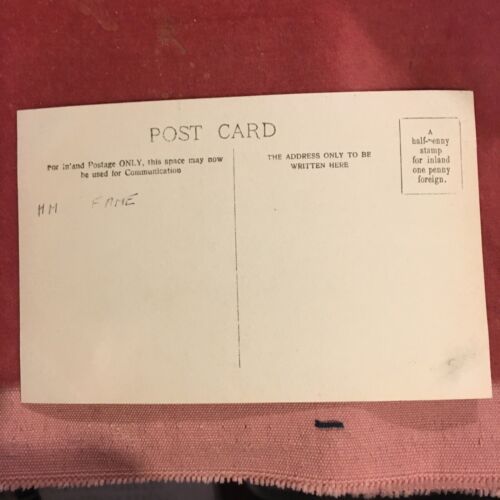 POST CARD
For Inland Postage ONLY, this space may now
be used for Communication
THE ADDRESS ONLY TO BE
WRITTEN HERE
A
half-penny
stamp
for inland
one penny
foreign.
HM FAME